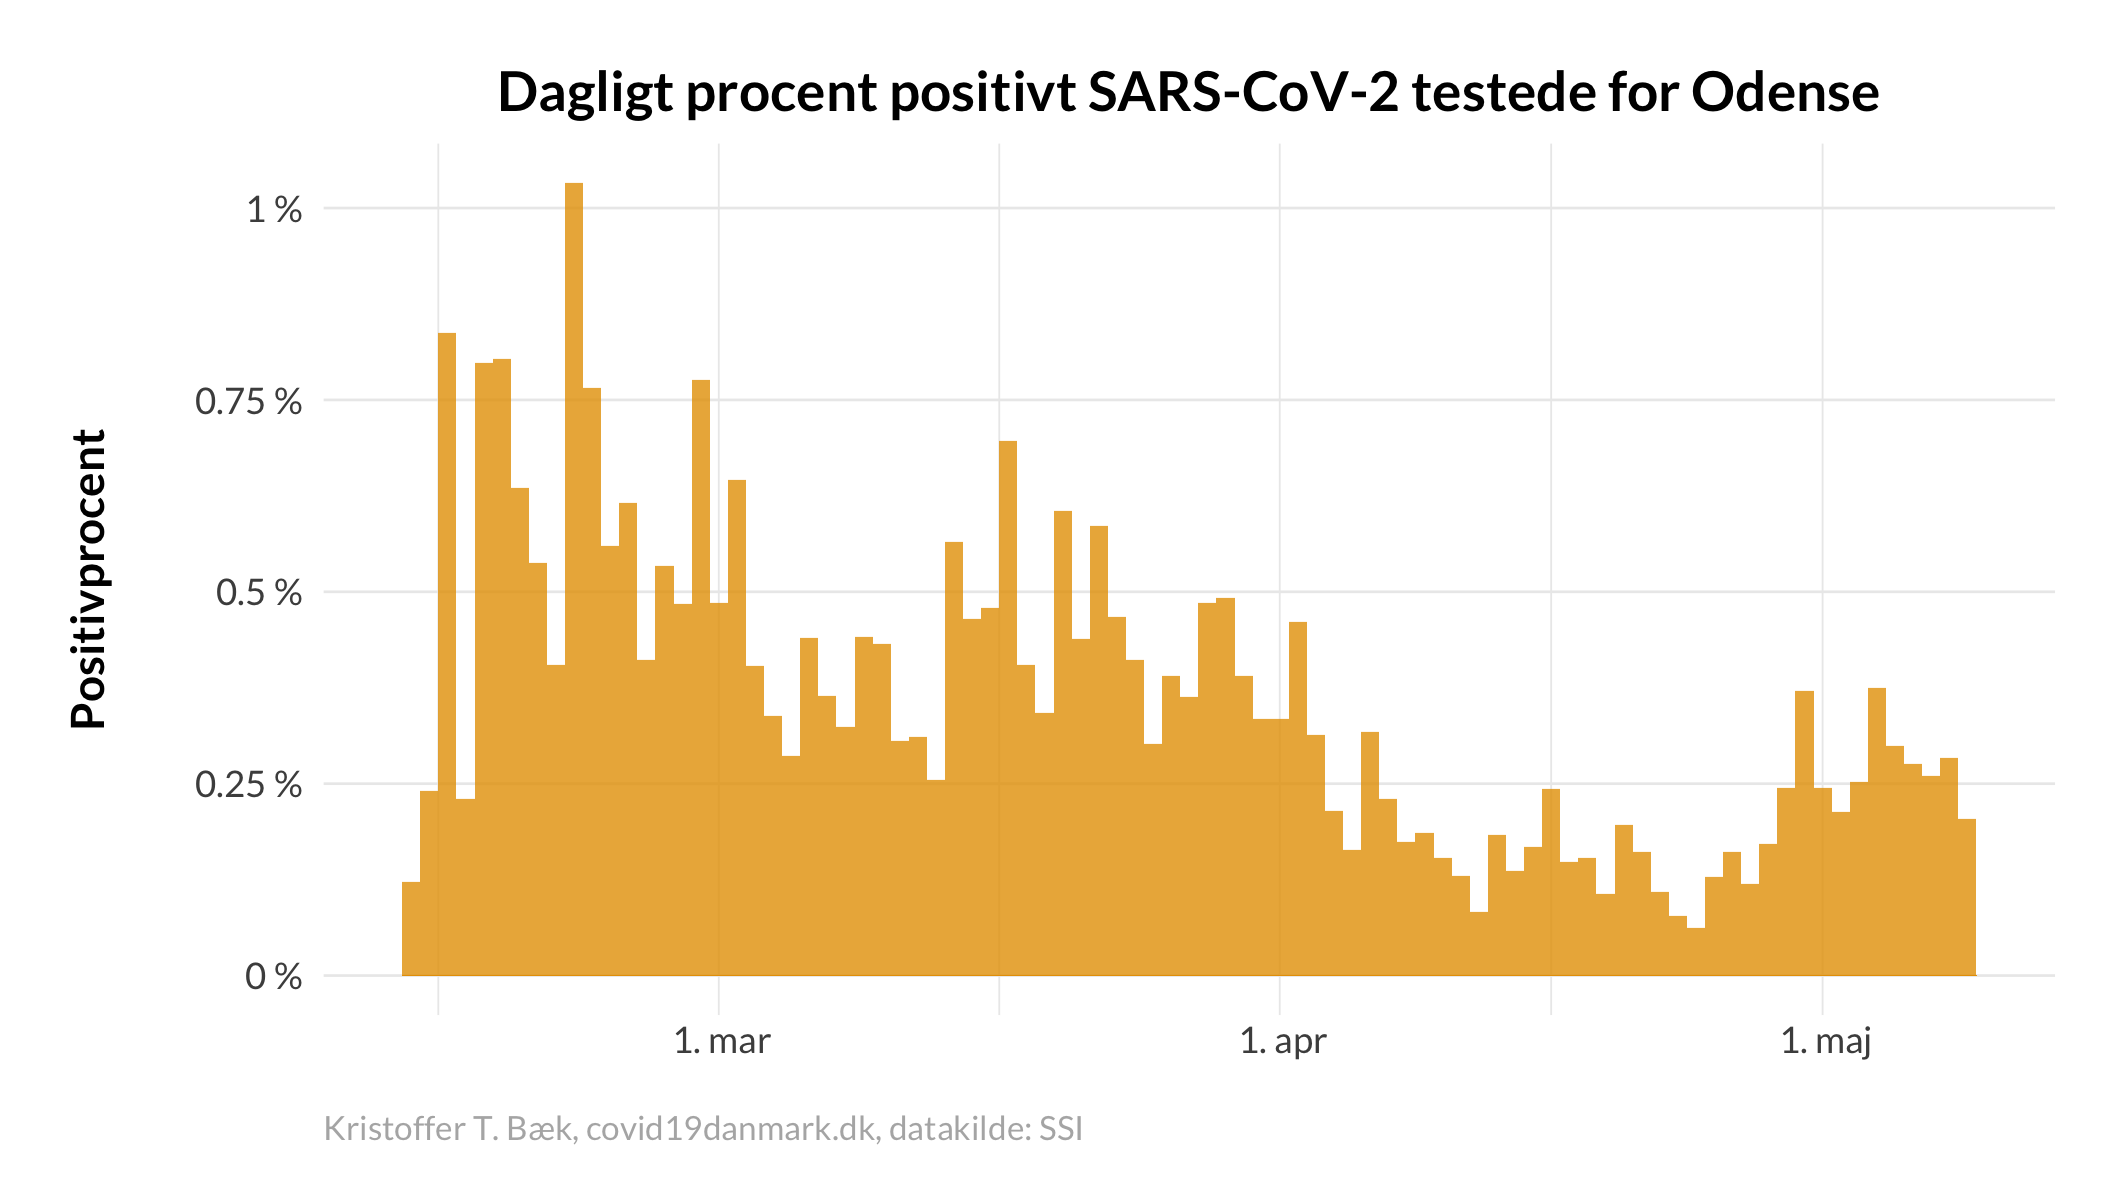 Dagligt procent positivt SARS-CoV-2 testede for Odense
Positivprocent
1 %
0.75 %
0.5 %
0.25 %
0 %
1. mar
1. apr
1. maj
Kristoffer T. Bæk, covid19danmark.dk, datakilde: SSI